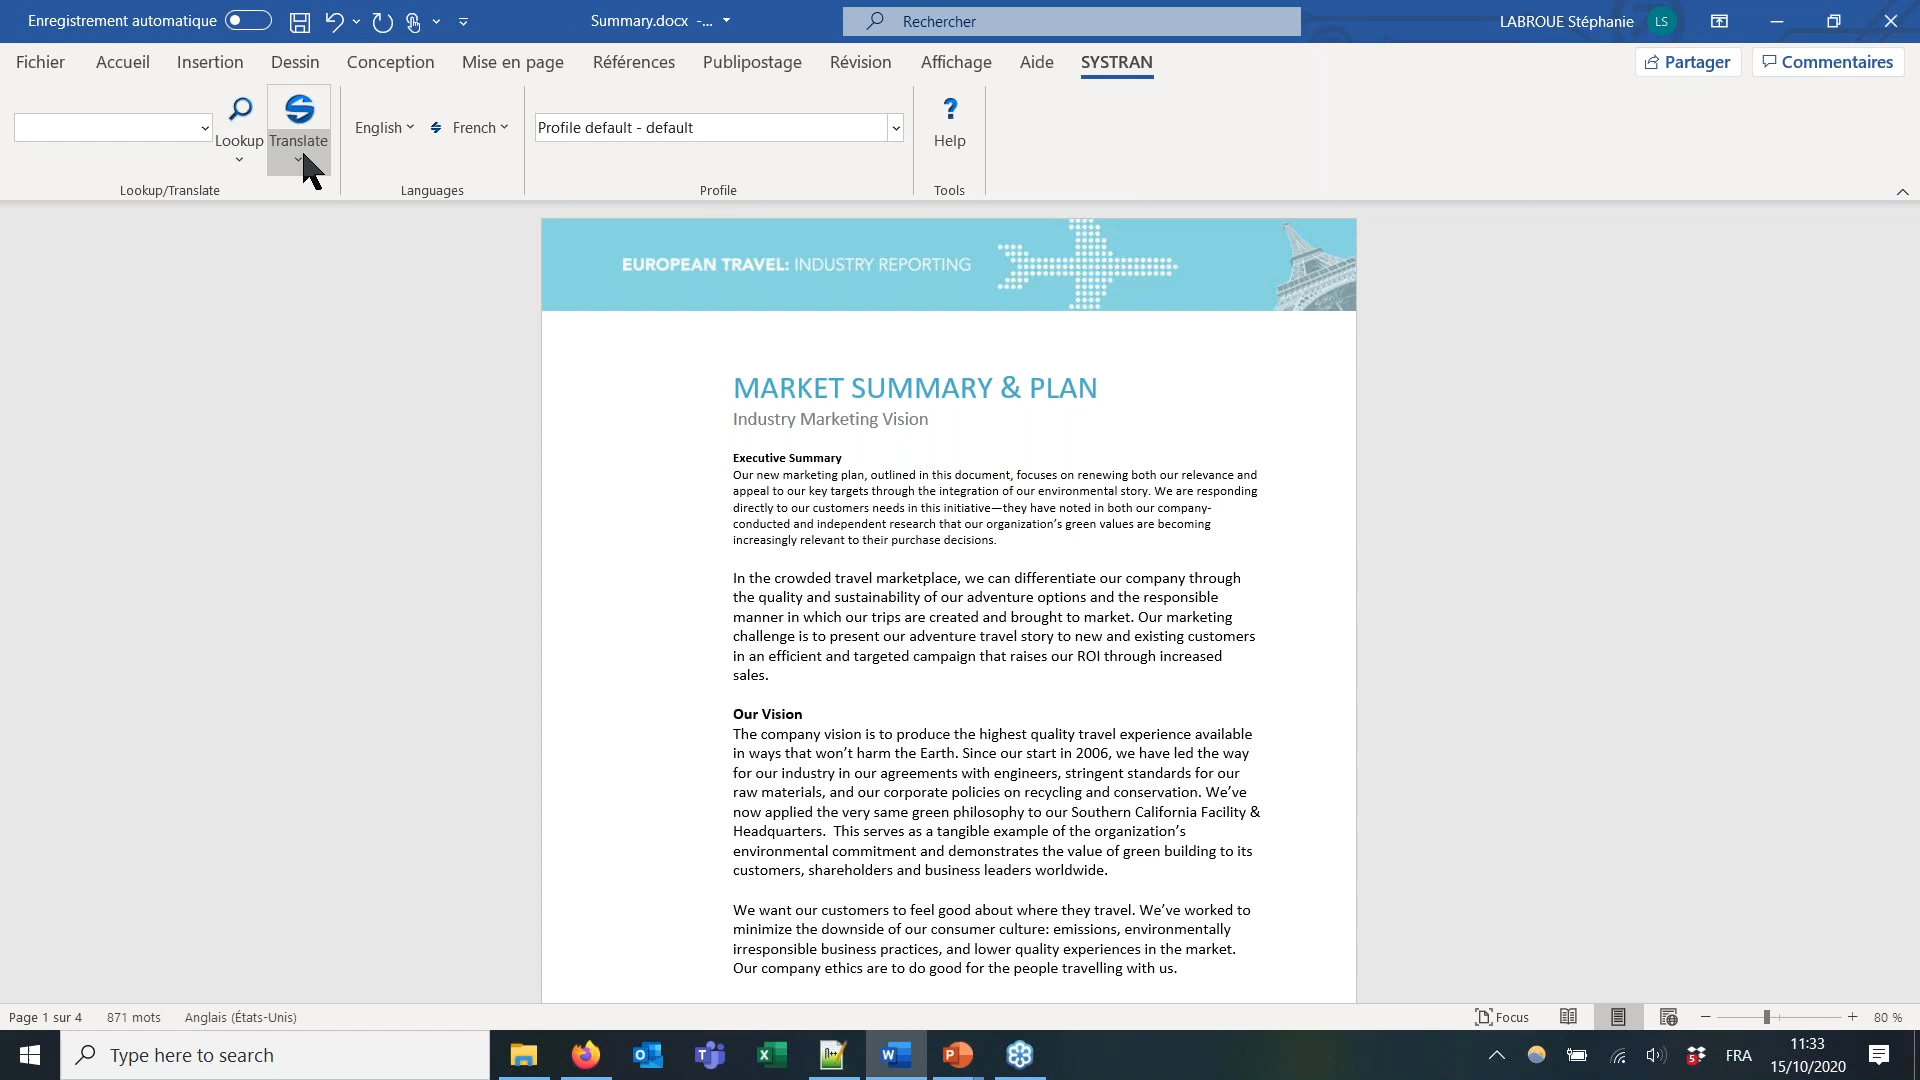 Enregistrement automatique
Summary.docx -...
Rechercher
LABROUE Stéphanie LS
Fichier Accueil Insertion Dessin Conception Mise en page Références Publipostage Révision Affichage Aide SYSTRAN
Partager Commentaires
Lookup
Translate
English French
Profile default - default
? Help
Lookup/Translate Languages Profile Tools
EUROPEAN TRAVEL: INDUSTRY REPORTING
MARKET SUMMARY & PLAN
Industry Marketing Vision
Executive Summary
Our new marketing plan, outlined in this document, focuses on renewing both our relevance and
appeal to our key targets through the integration of our environmental story. We are responding
directly to our customers needs in this initiative—they have noted in both our company-
conducted and independent research that our organization’s green values are becoming
increasingly relevant to their purchase decisions.
In the crowded travel marketplace, we can differentiate our company through
the quality and sustainability of our adventure options and the responsible
manner in which our trips are created and brought to market. Our marketing
challenge is to present our adventure travel story to new and existing customers
in an efficient and targeted campaign that raises our ROI through increased
sales.
Our Vision
The company vision is to produce the highest quality travel experience available
in ways that won’t harm the Earth. Since our start in 2006, we have led the way
for our industry in our agreements with engineers, stringent standards for our
raw materials, and our corporate policies on recycling and conservation. We’ve
now applied the very same green philosophy to our Southern California Facility &
Headquarters.  This serves as a tangible example of the organization’s
environmental commitment and demonstrates the value of green building to its
customers, shareholders and business leaders worldwide.
We want our customers to feel good about where they travel. We’ve worked to
minimize the downside of our consumer culture: emissions, environmentally
irresponsible business practices, and lower quality experiences in the market.
Our company ethics are to do good for the people travelling with us.
Page 1 sur 4 871 mots Anglais (États-Unis)
Focus
80 %
Type here to search
FRA
11:33
15/10/2020